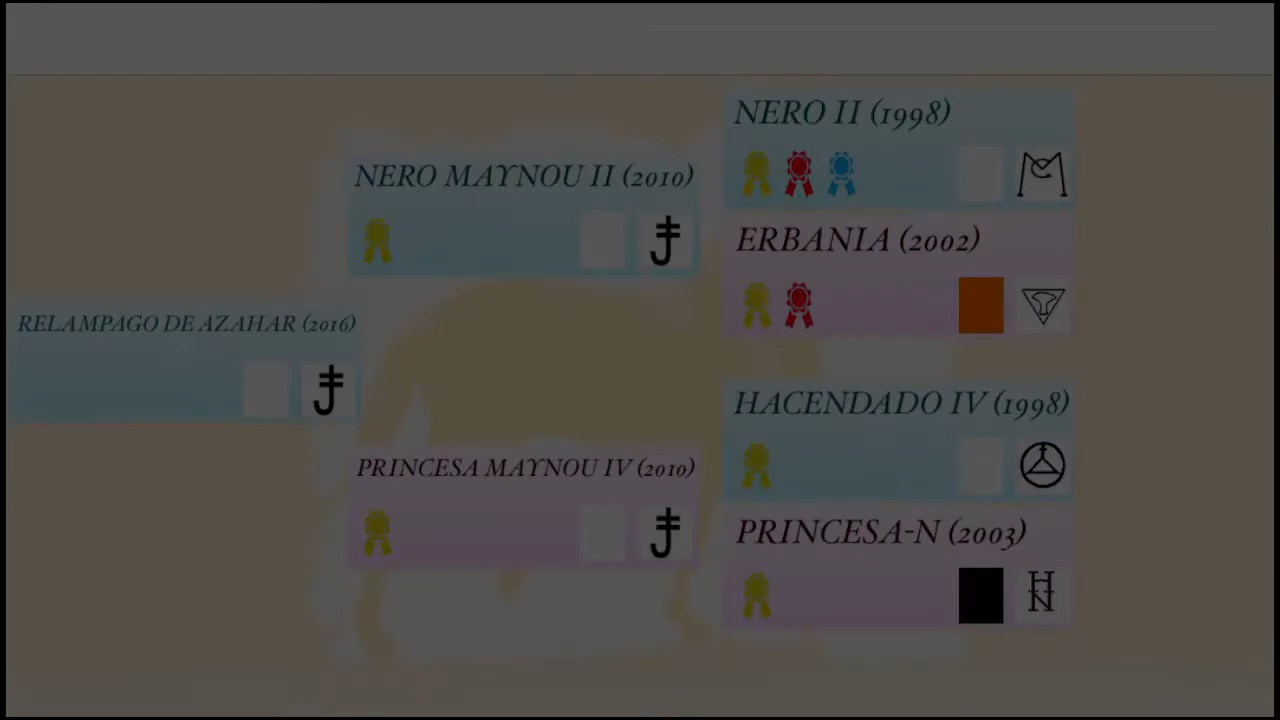 NERO II (1998)
NERO MAYNOU II (2010)
ERBANIA (2002)
RELAMPAGO DE AZAHAR (2016)
HACENDADO IV (1998)
PRINCESA MAYNOU IV (2010)
PRINCESA-N (2003)